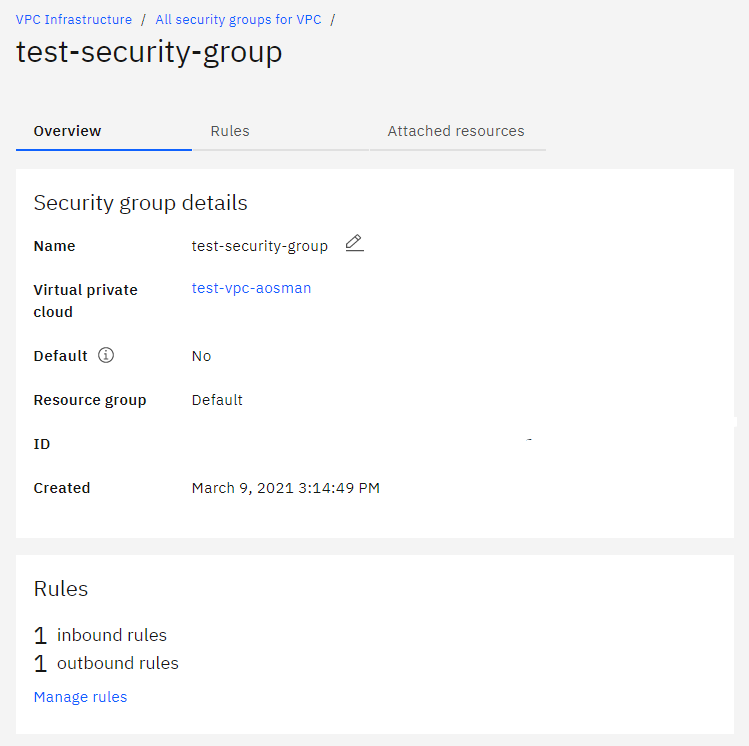 VPC Infrastructure / All security groups for VPC /
test-security-group
Overview Rules Attached resources
Security group details
Name test-security-group
Virtual private cloud test-vpc-aosman
Default No
Resource group Default
ID -
Created March 9, 2021 3:14:49 PM
Rules
1 inbound rules
1 outbound rules
Manage rules